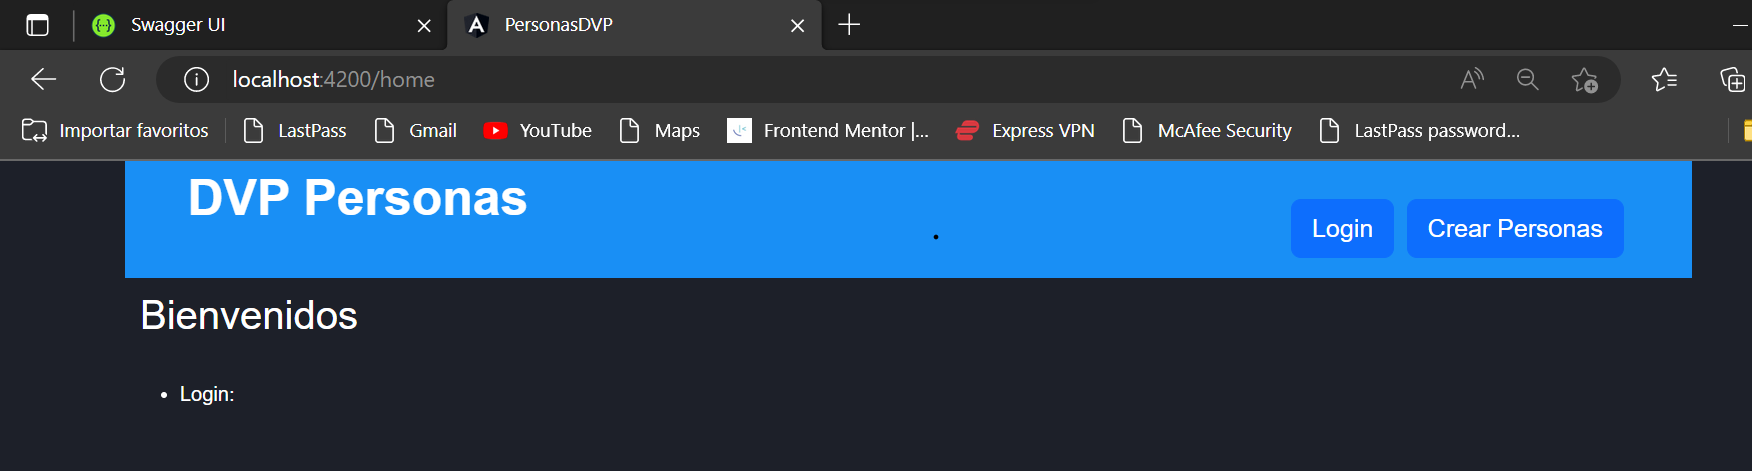 Swagger UI
PersonasDVP
localhost:4200/home
Importar favoritos
LastPass
Gmail
YouTube
Maps
Frontend Mentor |...
Express VPN
McAfee Security
LastPass password...
DVP Personas
Login
Crear Personas
Bienvenidos
• Login: